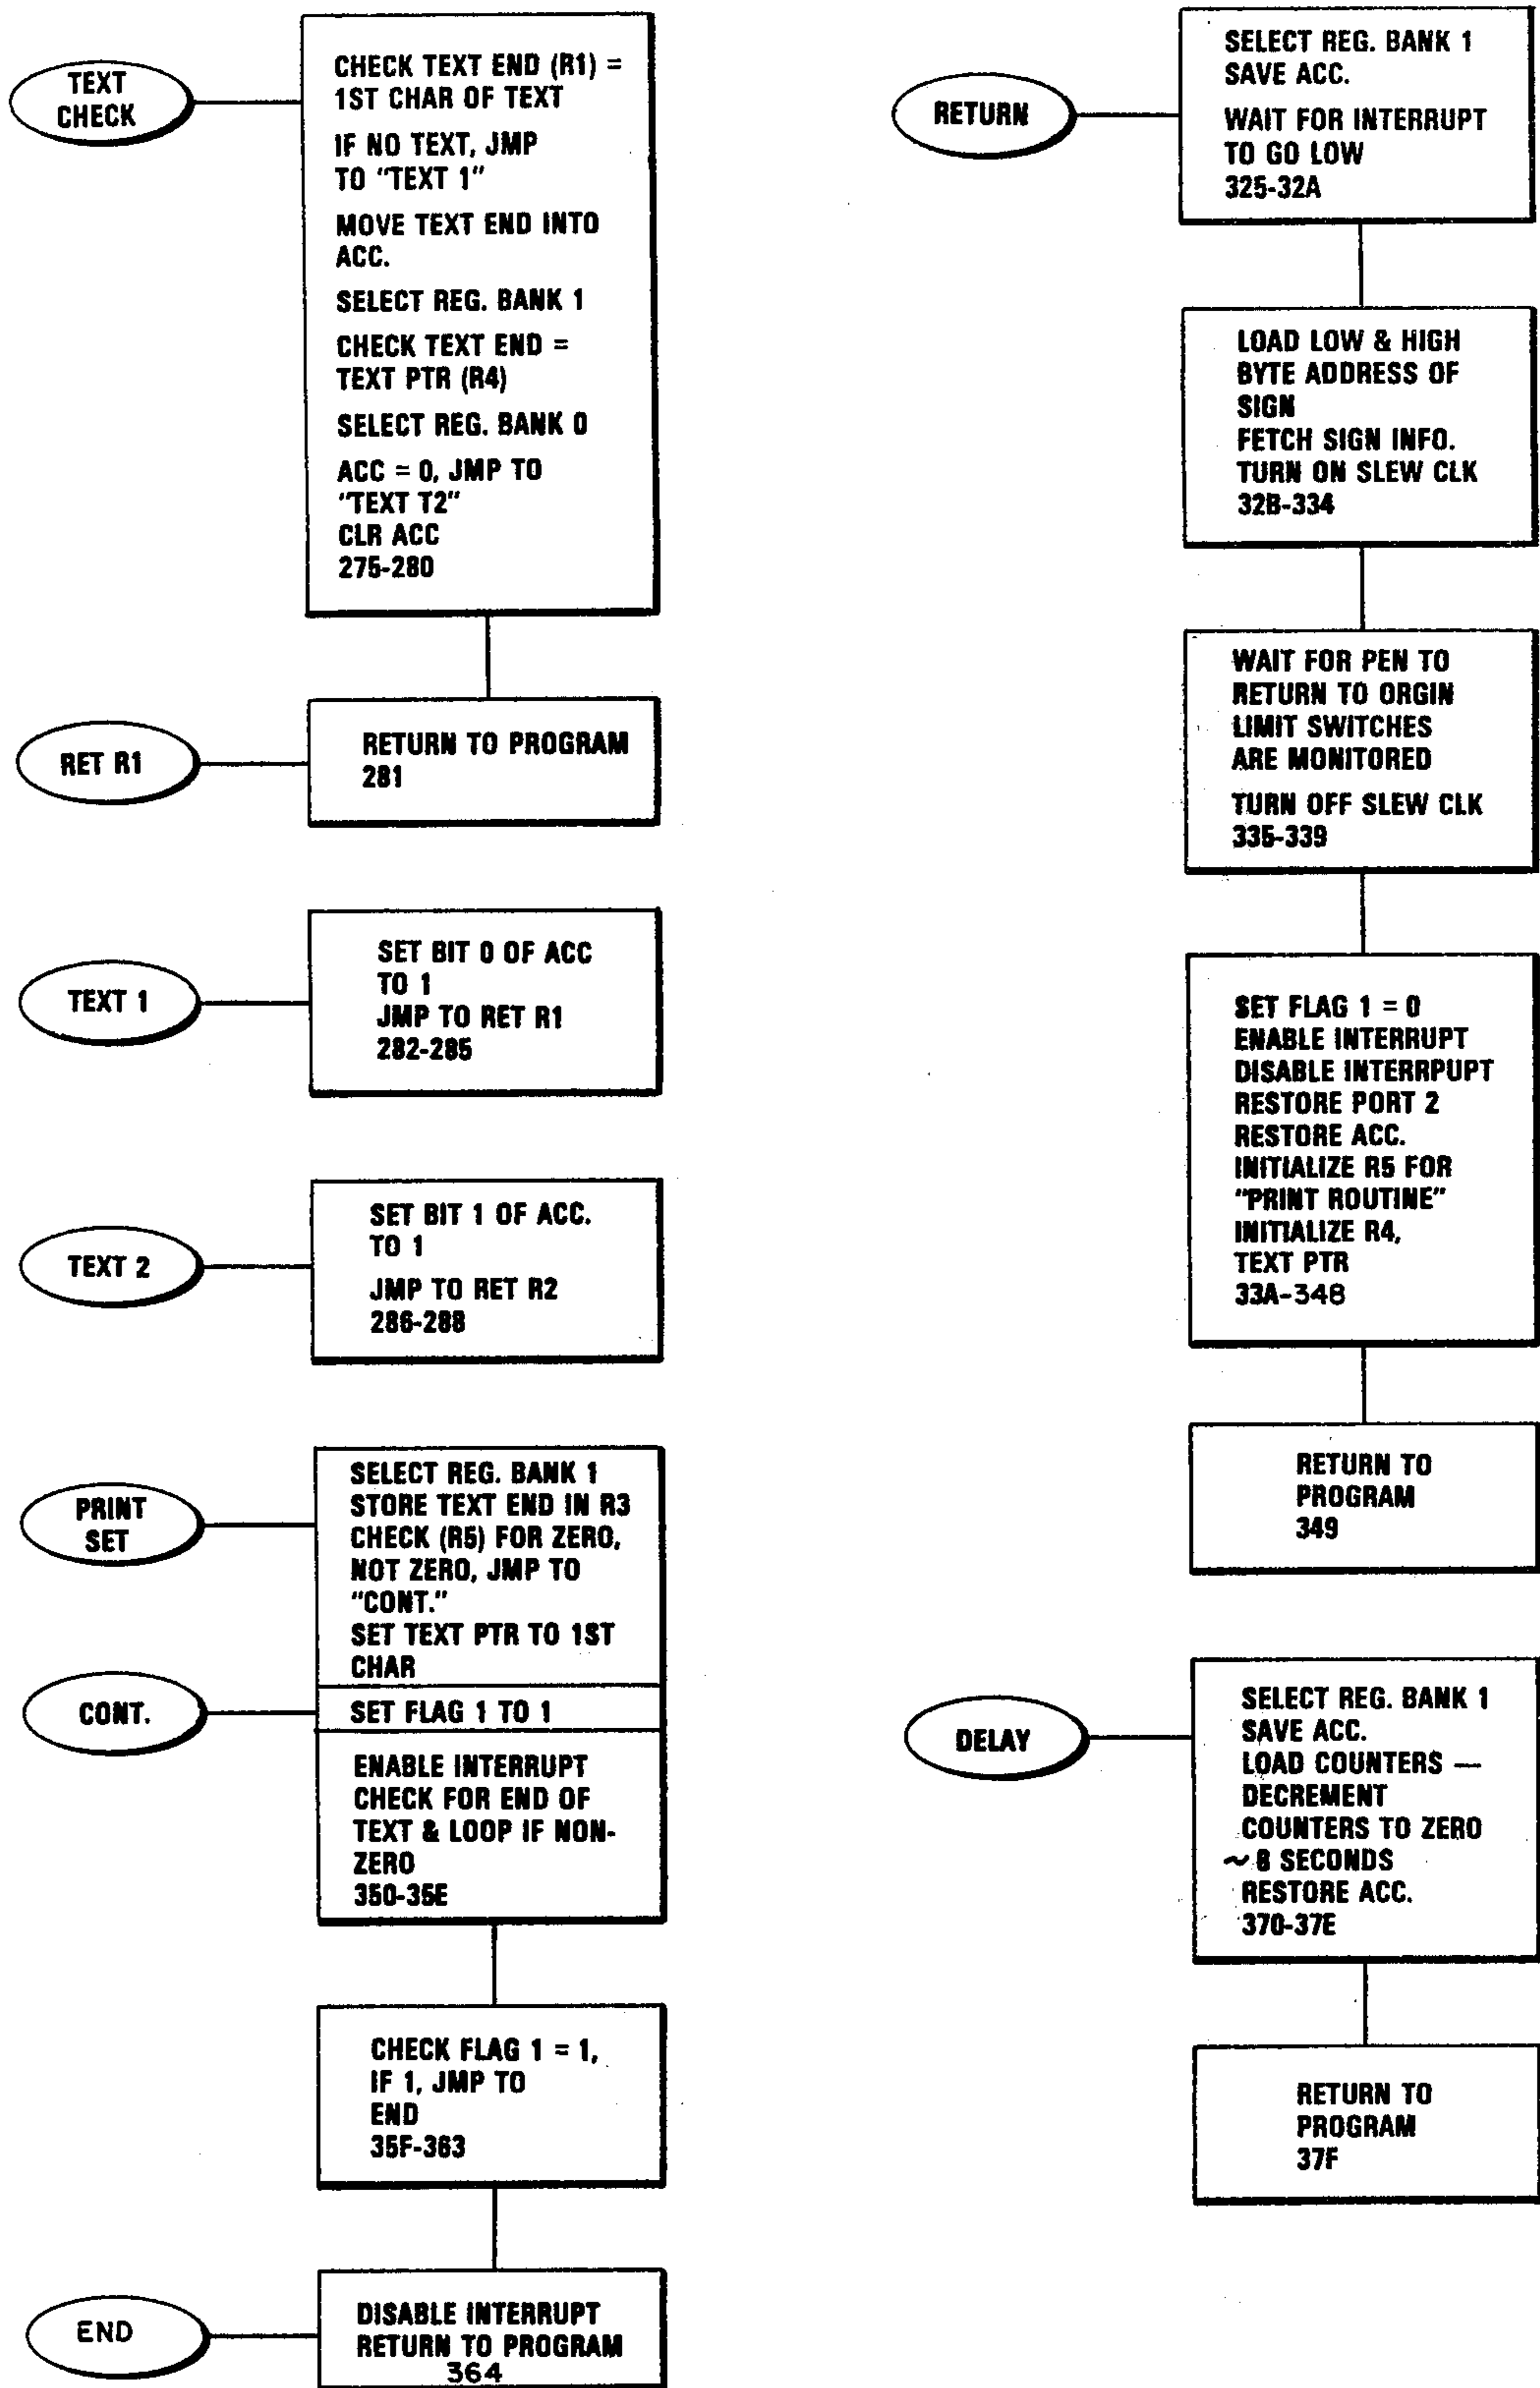 TEXT
CHECK
CHECK TEXT END (R1) =
1ST CHAR OF TEXT
IF NO TEXT, JMP
TO "TEXT 1"
MOVE TEXT END INTO
ACC.
SELECT REG. BANK 1
CHECK TEXT END =
TEXT PTR (R4)
SELECT REG. BANK 0
ACC = 0, JMP TO
"TEXT T2"
CLR ACC
275-280
RET R1
RETURN TO PROGRAM
281
TEXT 1
SET BIT 0 OF ACC
TO 1
JMP TO RET R1
282-285
TEXT 2
SET BIT 1 OF ACC.
TO 1
JMP TO RET R2
286-288
PRINT
SET
SELECT REG. BANK 1
STORE TEXT END IN R3
CHECK (R5) FOR ZERO,
NOT ZERO, JMP TO
"CONT."
SET TEXT PTR TO 1ST
CHAR
CONT.
SET FLAG 1 TO 1
ENABLE INTERRUPT
CHECK FOR END OF
TEXT & LOOP IF NON-
ZERO
350-35E
CHECK FLAG 1 = 1,
IF 1, JMP TO
END
35F-363
END
DISABLE INTERRUPT
RETURN TO PROGRAM
364
RETURN
SELECT REG. BANK 1
SAVE ACC.
WAIT FOR INTERRUPT
TO GO LOW
325-32A
LOAD LOW & HIGH
BYTE ADDRESS OF
SIGN
FETCH SIGN INFO.
TURN ON SLEW CLK
32B-334
WAIT FOR PEN TO
RETURN TO ORGIN
LIMIT SWITCHES
ARE MONITORED
TURN OFF SLEW CLK
335-339
SET FLAG 1 = 0
ENABLE INTERRUPT
DISABLE INTERRPUPT
RESTORE PORT 2
RESTORE ACC.
INITIALIZE R5 FOR
"PRINT ROUTINE"
INITIALIZE R4,
TEXT PTR
33A-348
RETURN TO
PROGRAM
349
DELAY
SELECT REG. BANK 1
SAVE ACC.
LOAD COUNTERS —
DECREMENT
COUNTERS TO ZERO
~ 8 SECONDS
RESTORE ACC.
370-37E
RETURN TO
PROGRAM
37F